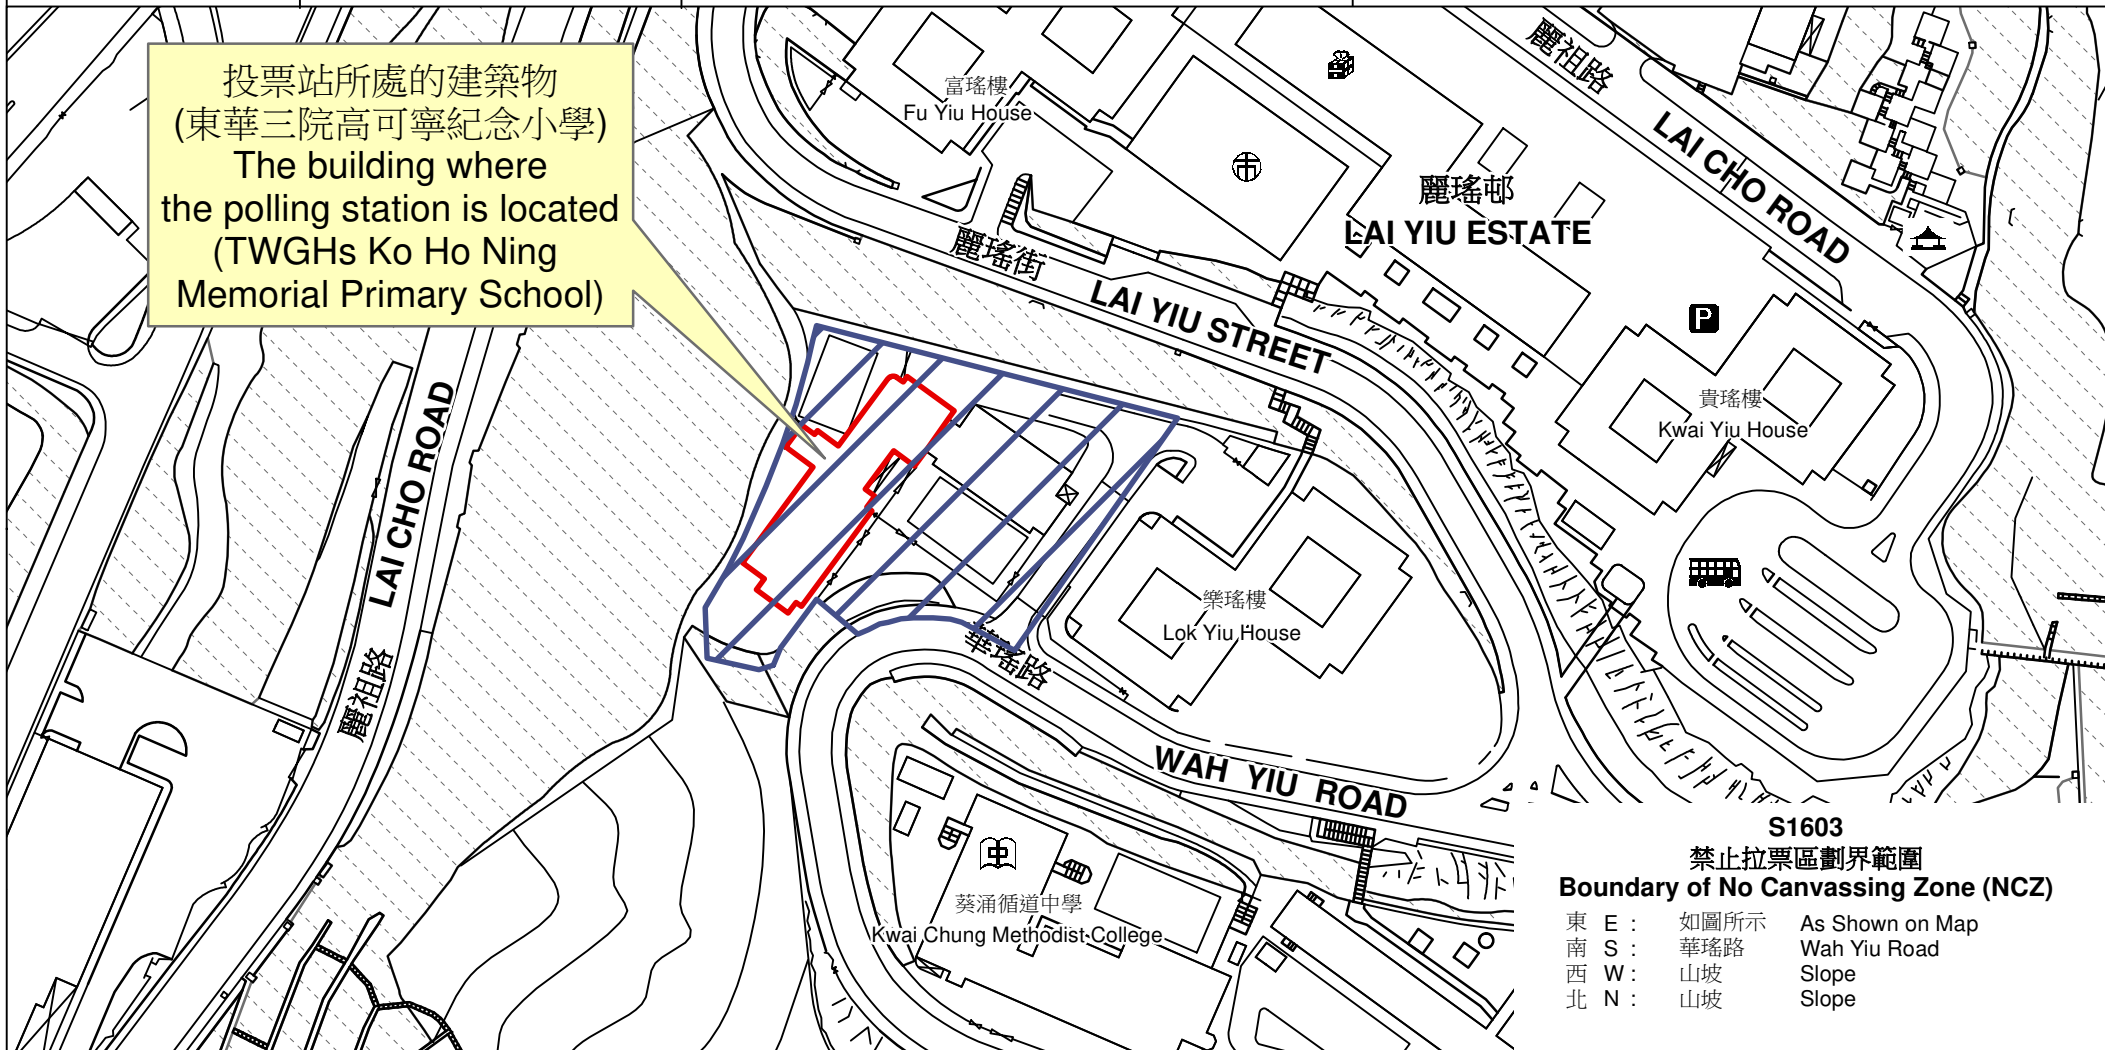 投票站所處的建築物
(東華三院高可寧紀念小學)
The building where
the polling station is located
(TWGHs Ko Ho Ning
Memorial Primary School)
富瑤樓
Fu Yiu House
麗祖路
LAI CHO ROAD
麗瑤邨
LAI YIU ESTATE
市
麗瑤街
LAI YIU STREET
P
貴瑤樓
Kwai Yiu House
LAI CHO ROAD
麗祖路
樂瑤樓
Lok Yiu House
華瑤路
WAH YIU ROAD
中
葵涌循道中學
Kwai Chung Methodist College
S1603
禁止拉票區劃界範圍
Boundary of No Canvassing Zone (NCZ)
東 E : 如圖所示 As Shown on Map
南 S : 華瑤路 Wah Yiu Road
西 W : 山坡 Slope
北 N : 山坡 Slope